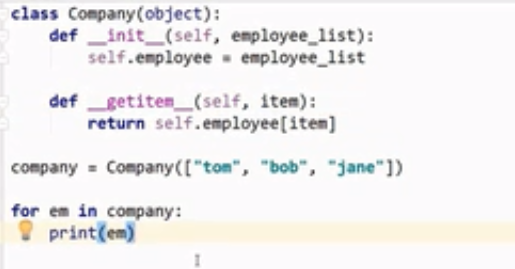 class Company(object):
    def __init__(self, employee_list):
        self.employee = employee_list
    def __getitem__(self, item):
        return self.employee[item]
company = Company(["tom", "bob", "jane"])
for em in company:
    print(em)